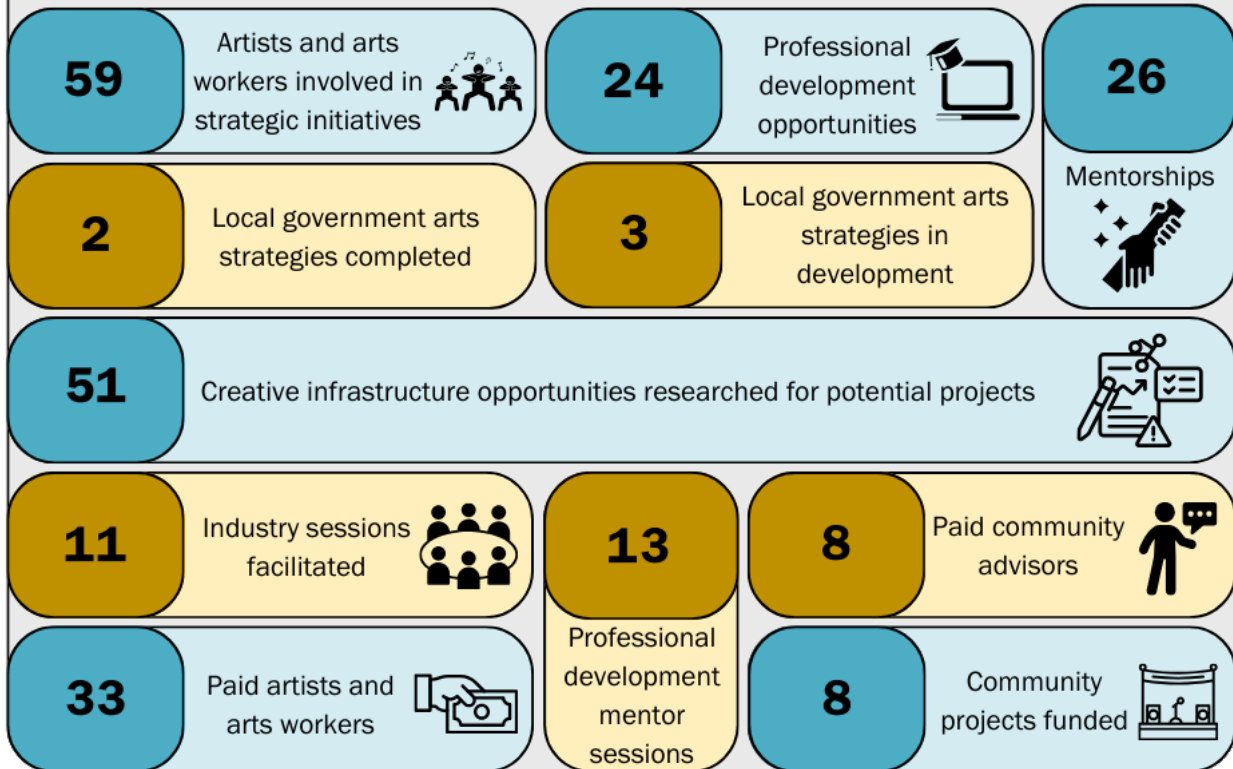 59
Artists and arts
workers involved in
strategic initiatives
24
Professional
development
opportunities
26
Mentorships
2
Local government arts
strategies completed
3
Local government arts
strategies in
development
51
Creative infrastructure opportunities researched for potential projects
11
Industry sessions
facilitated
13
Professional
development
mentor
sessions
8
Paid community
advisors
33
Paid artists and
arts workers
8
Community
projects funded